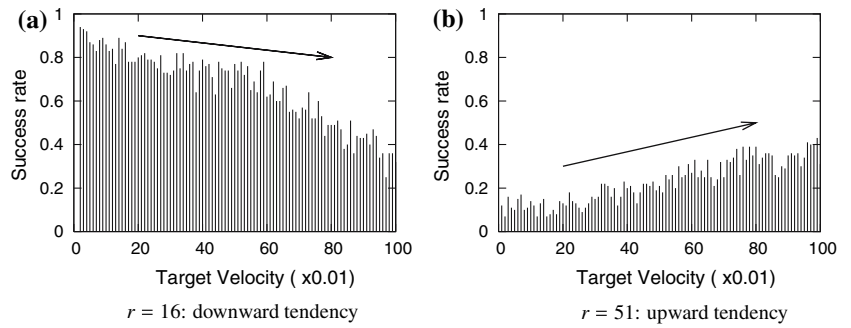 (a)
1
0.8
0.6
0.4
0.2
0
Success rate
0 20 40 60 80 100
Target Velocity ( x0.01)
r = 16: downward tendency
(b)
1
0.8
0.6
0.4
0.2
0
Success rate
0 20 40 60 80 100
Target Velocity ( x0.01)
r = 51: upward tendency